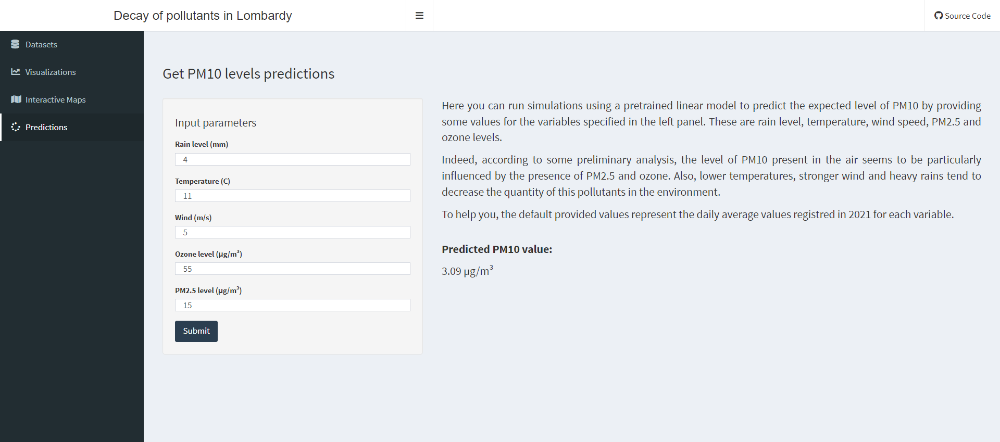 Decay of pollutants in Lombardy
Source Code
Datasets
Visualizations
Interactive Maps
Predictions
Get PM10 levels predictions
Input parameters
Rain level (mm)
4
Temperature (C)
11
Wind (m/s)
5
Ozone level (µg/m³)
55
PM2.5 level (µg/m³)
15
Submit
Here you can run simulations using a pretrained linear model to predict the expected level of PM10 by providing
some values for the variables specified in the left panel. These are rain level, temperature, wind speed, PM2.5 and
ozone levels.
Indeed, according to some preliminary analysis, the level of PM10 present in the air seems to be particularly
influenced by the presence of PM2.5 and ozone. Also, lower temperatures, stronger wind and heavy rains tend to
decrease the quantity of this pollutants in the environment.
To help you, the default provided values represent the daily average values registred in 2021 for each variable.
Predicted PM10 value:
3.09 µg/m³